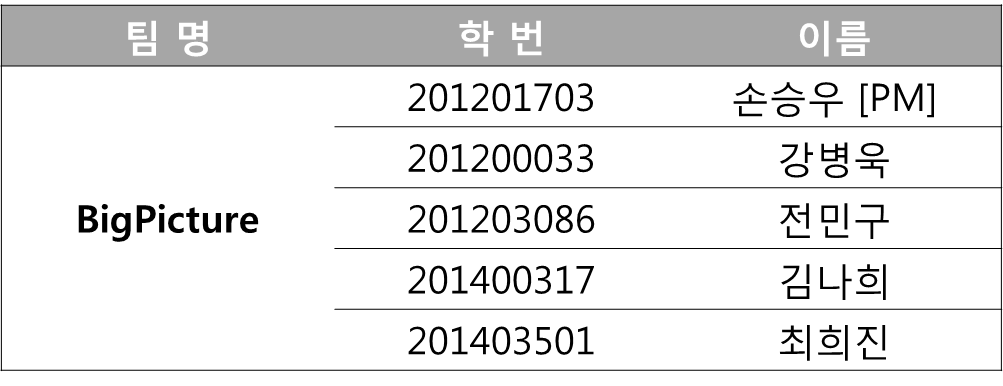 팀 명 학 번 이름
201201703 손승우 [PM]
201200033 강병욱
BigPicture 201203086 전민구
201400317 김나희
201403501 최희진